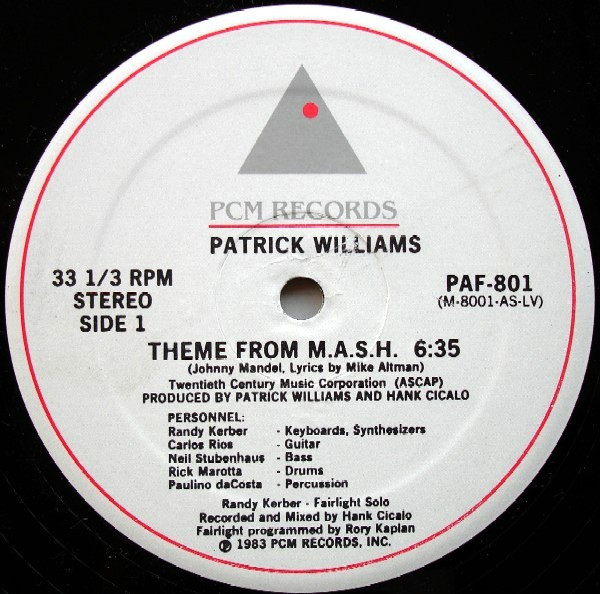 PCM RECORDS
PATRICK WILLIAMS
33 1/3 RPM
STEREO
SIDE 1
PAF-801
(M-8001-AS-LV)
THEME FROM M.A.S.H. 6:35
(Johnny Mandel, Lyrics by Mike Altman)
Twentieth Century Music Corporation (ASCAP)
PRODUCED BY PATRICK WILLIAMS AND HANK CICALO
PERSONNEL:
Randy Kerber - Keyboards, Synthesizers
Carlos Rios - Guitar
Neil Stubenhaus - Bass
Rick Marotta - Drums
Paulino daCosta - Percussion
Randy Kerber - Fairlight Solo
Recorded and Mixed by Hank Cicalo
Fairlight programmed by Rory Kaplan
℗ 1983 PCM RECORDS, INC.